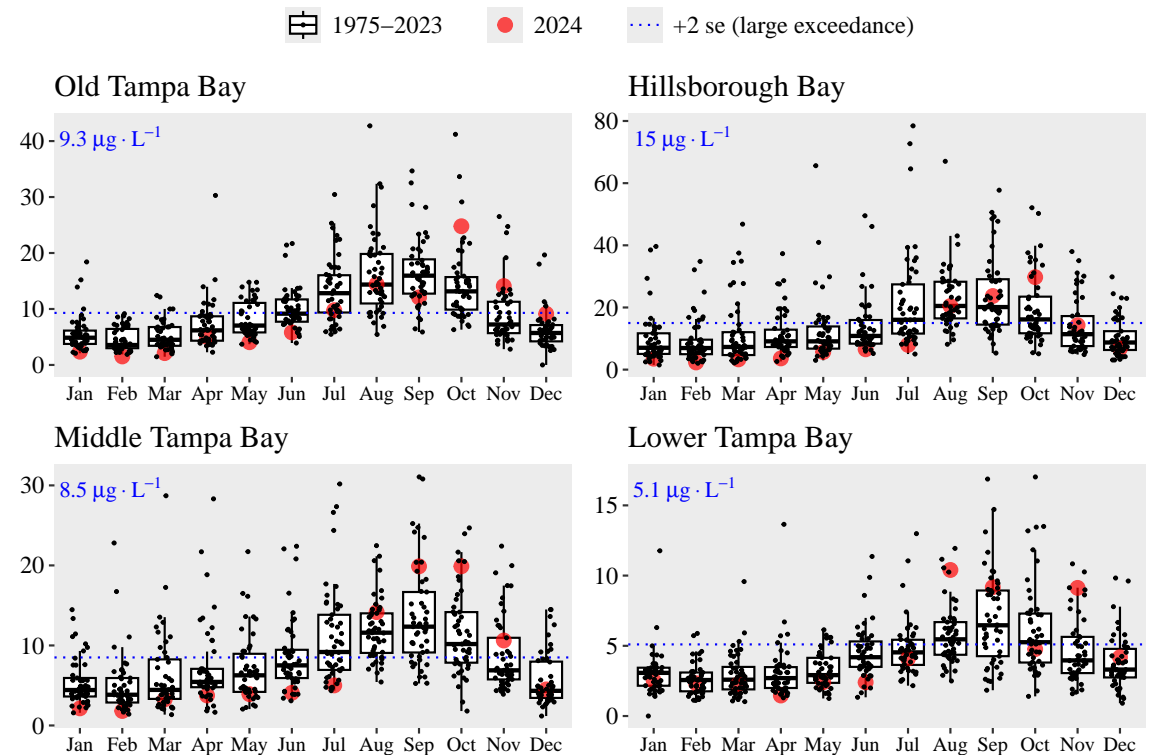 1975−2023 2024 +2 se (large exceedance)
Old Tampa Bay
9.3 μg · L−1
40
30
20
10
0
Jan Feb Mar Apr May Jun Jul Aug Sep Oct Nov Dec
Hillsborough Bay
15 μg · L−1
80
60
40
20
0
Jan Feb Mar Apr May Jun Jul Aug Sep Oct Nov Dec
Middle Tampa Bay
8.5 μg · L−1
30
20
10
0
Jan Feb Mar Apr May Jun Jul Aug Sep Oct Nov Dec
Lower Tampa Bay
5.1 μg · L−1
15
10
5
0
Jan Feb Mar Apr May Jun Jul Aug Sep Oct Nov Dec